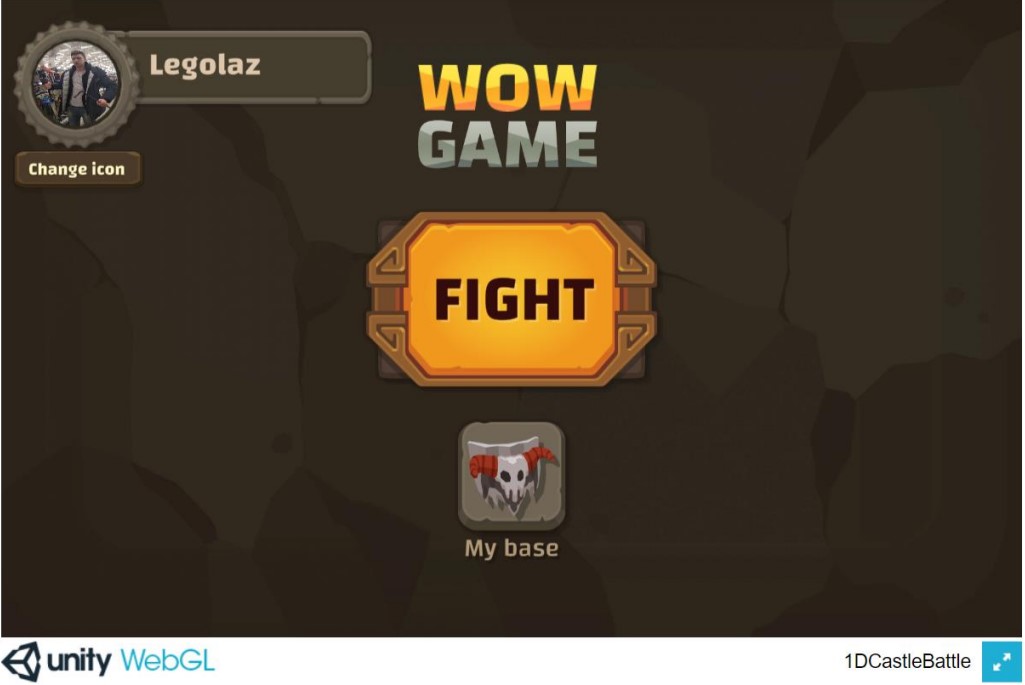 Legolaz
Change icon
WOW
GAME
FIGHT
My base
unity WebGL
1DCastleBattle